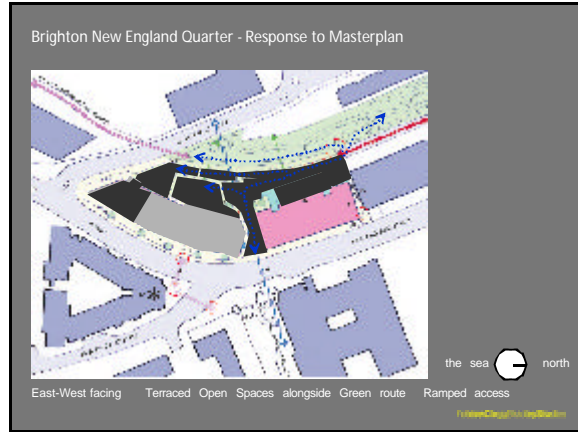 Brighton New England Quarter - Response to Masterplan
the sea north
East-West facing Terraced Open Spaces alongside Green route Ramped access